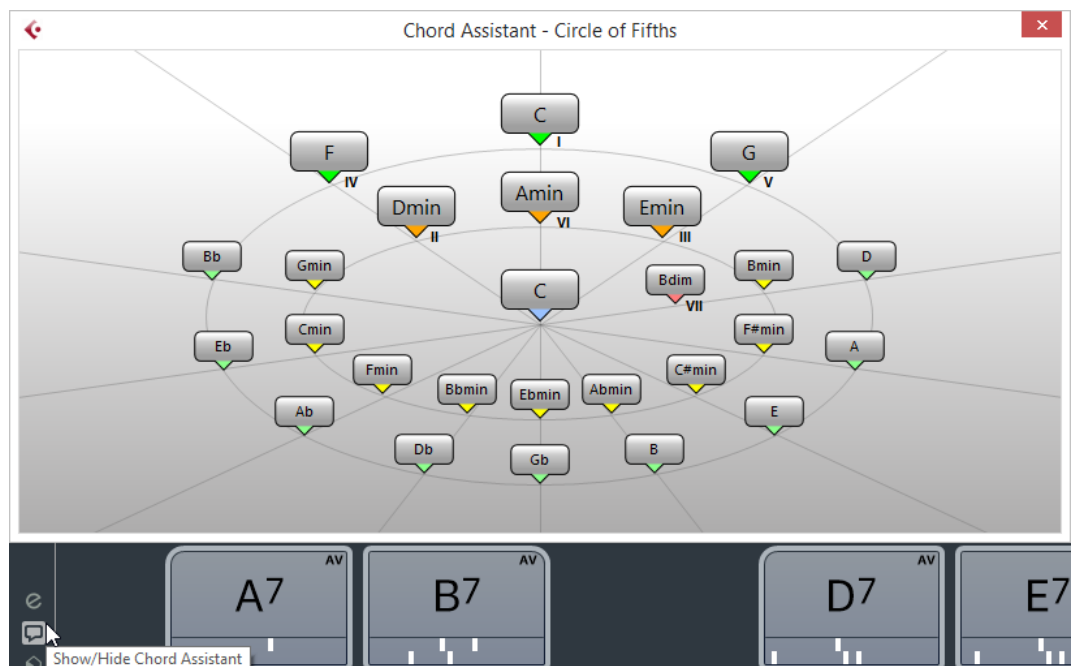 Chord Assistant - Circle of Fifths
C
I
F
IV
G
V
Dmin
II
Amin
VI
Emin
III
Bb
Gmin
Bmin
D
C
Bdim
VII
Eb
Cmin
F#min
A
Fmin
C#min
Bbmin
Ebmin
Abmin
Ab
E
Db
Gb
B
A7 AV
B7 AV
D7 AV
E7
e
Show/Hide Chord Assistant